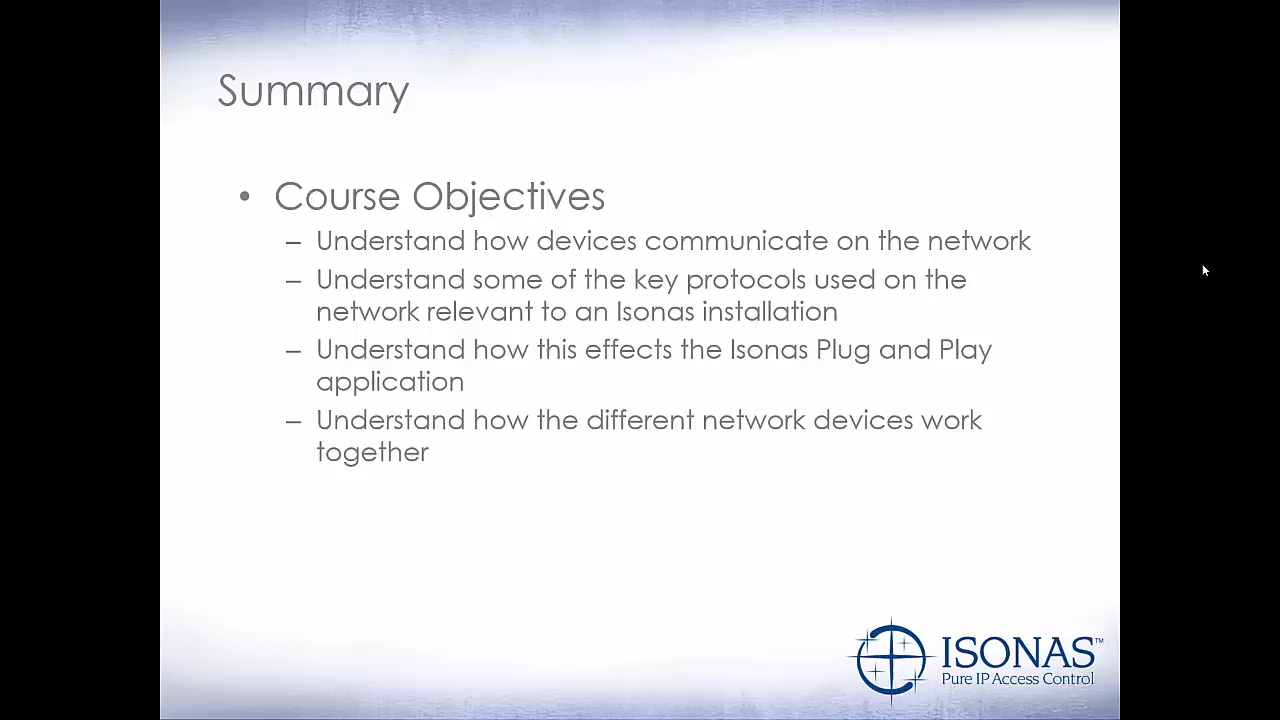 Summary
• Course Objectives
– Understand how devices communicate on the network
– Understand some of the key protocols used on the
network relevant to an Isonas installation
– Understand how this effects the Isonas Plug and Play
application
– Understand how the different network devices work
together
ISONAS™
Pure IP Access Control